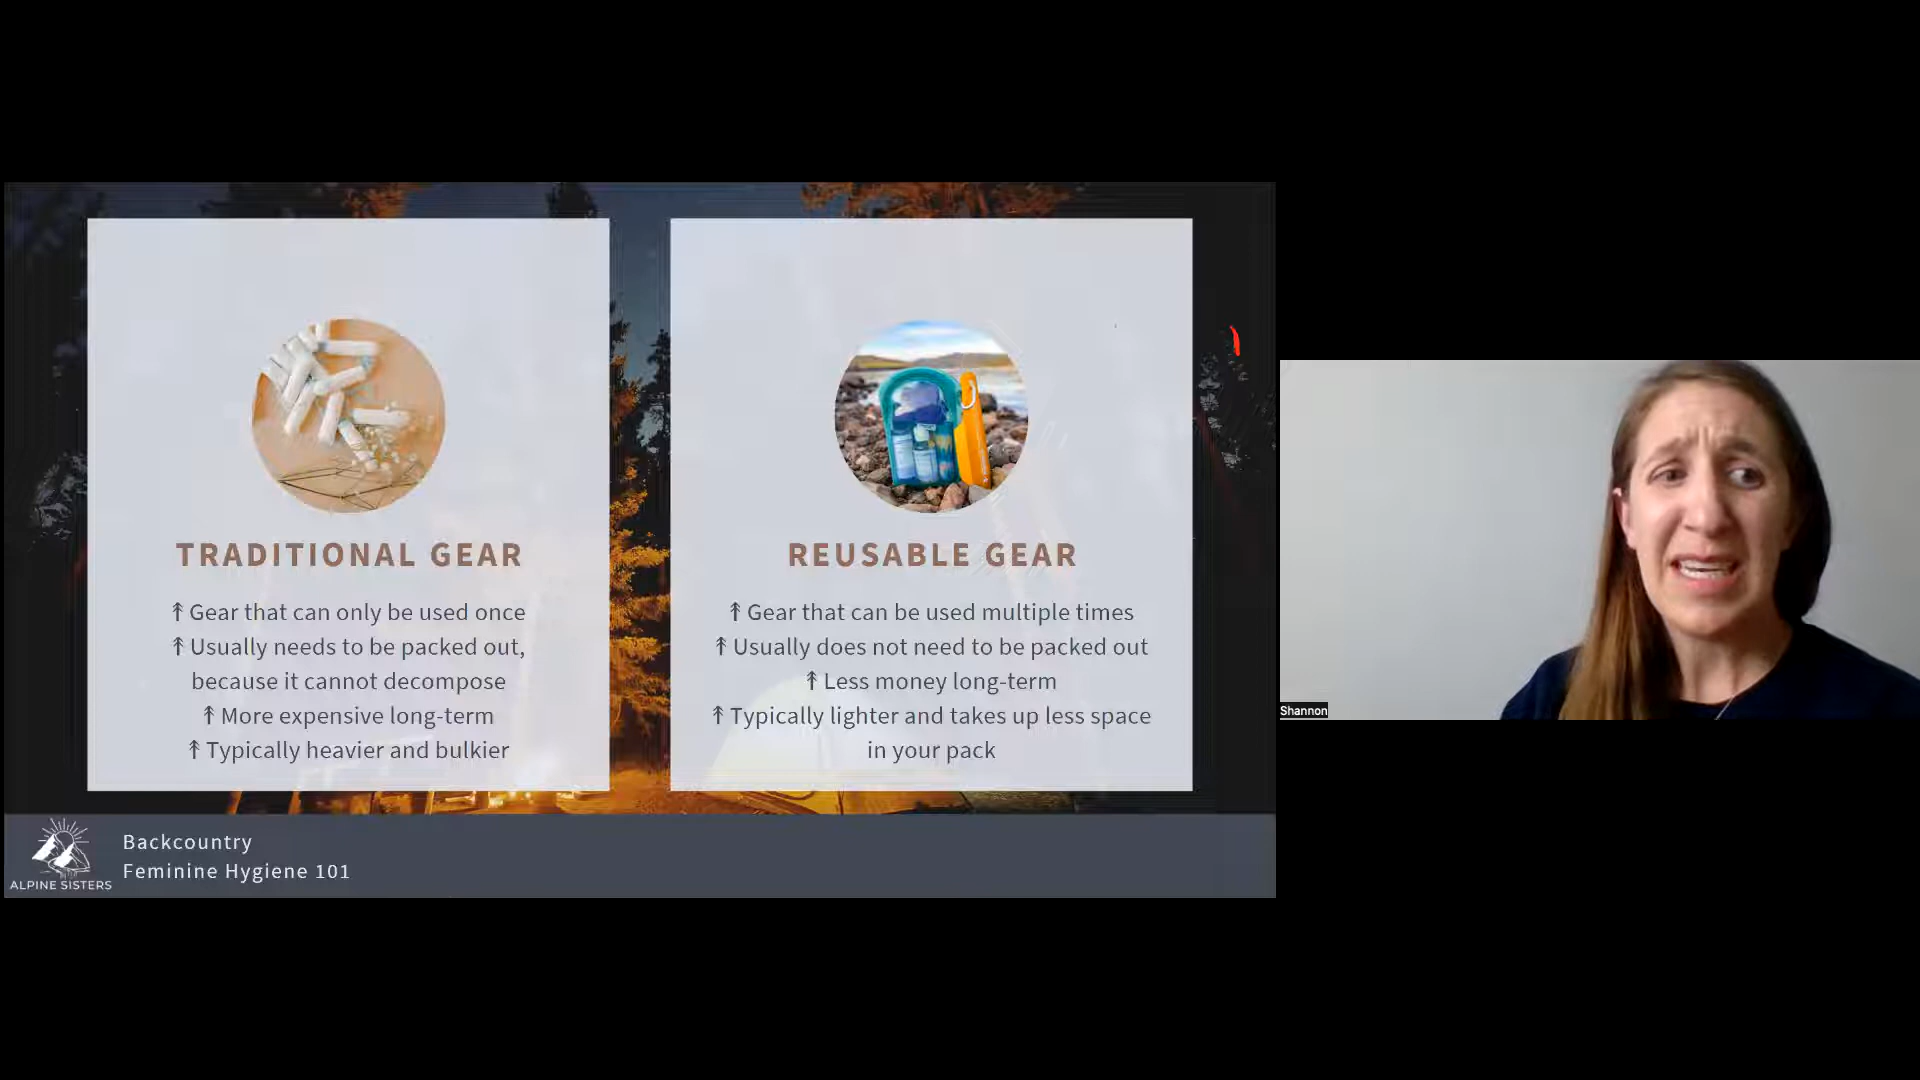 TRADITIONAL GEAR
↟ Gear that can only be used once
↟ Usually needs to be packed out,
because it cannot decompose
↟ More expensive long-term
↟ Typically heavier and bulkier
REUSABLE GEAR
↟ Gear that can be used multiple times
↟ Usually does not need to be packed out
↟ Less money long-term
↟ Typically lighter and takes up less space
in your pack
Shannon
ALPINE SISTERS
Backcountry
Feminine Hygiene 101